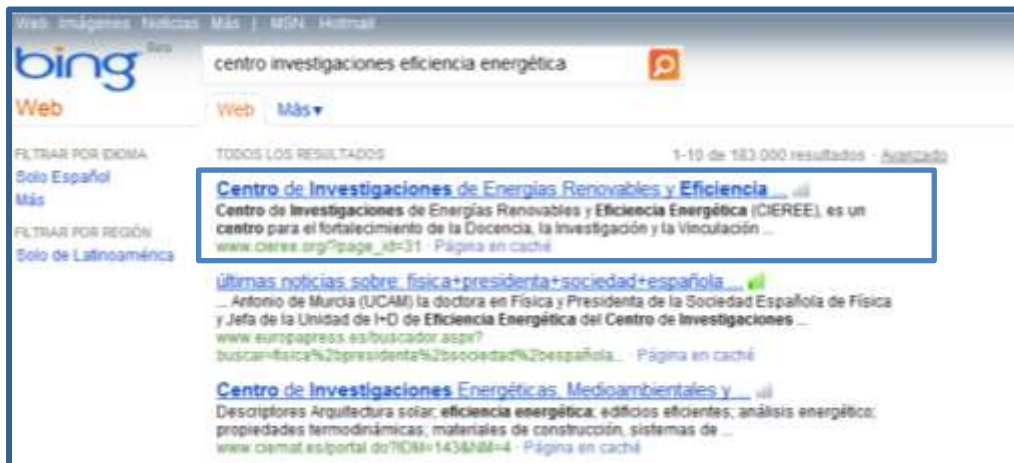 Web Imágenes Noticias Más | MSN Hotmail
bing Beta
centro investigaciones eficiencia energética
Web
Web Más▾
FILTRAR POR IDIOMA
Solo Español
Más
FILTRAR POR REGIÓN
Solo de Latinoamérica
TODOS LOS RESULTADOS 1-10 de 183.000 resultados · Avanzado
Centro de Investigaciones de Energías Renovables y Eficiencia ...
Centro de Investigaciones de Energías Renovables y Eficiencia Energética (CIEREE), es un
centro para el fortalecimiento de la Docencia, la Investigación y la Vinculación ...
www.cieree.org/?page_id=31 · Página en caché
últimas noticias sobre: fisica+presidenta+sociedad+española ...
... Antonio de Murcia (UCAM) la doctora en Física y Presidenta de la Sociedad Española de Física
y Jefa de la Unidad de I+D de Eficiencia Energética del Centro de Investigaciones ...
www.europapress.es/buscador.aspx?
buscar=fisica%2bpresidenta%2bsociedad%2bespañola... · Página en caché
Centro de Investigaciones Energéticas, Medioambientales y ...
Descriptores Arquitectura solar; eficiencia energética; edificios eficientes; análisis energético;
propiedades termodinámicas; materiales de construcción, sistemas de ...
www.ciemat.es/portal.do?IDM=143&NM=4 · Página en caché